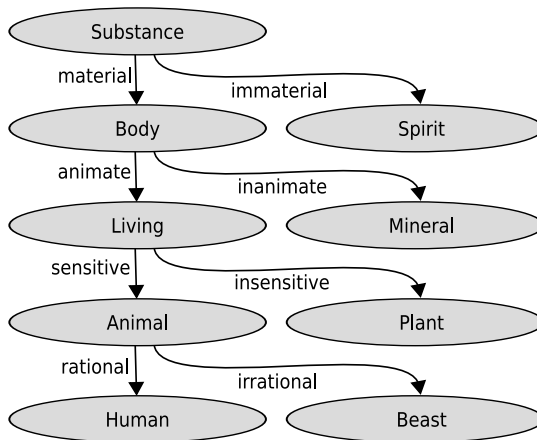 Substance
material
immaterial
Body
Spirit
animate
inanimate
Living
Mineral
sensitive
insensitive
Animal
Plant
rational
irrational
Human
Beast